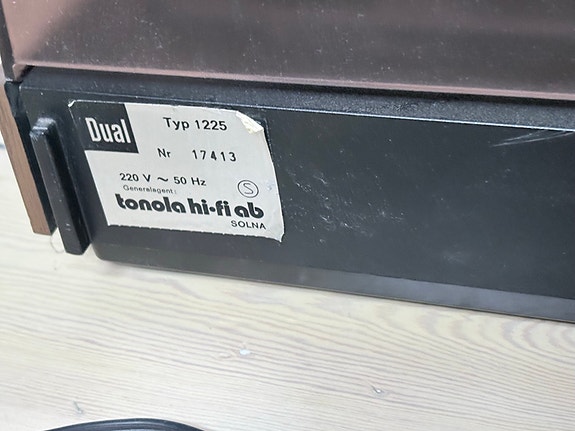 Dual
Typ 1225
Nr 17413
220 V ~ 50 Hz
S
Generalagent:
tonola hi-fi ab
SOLNA